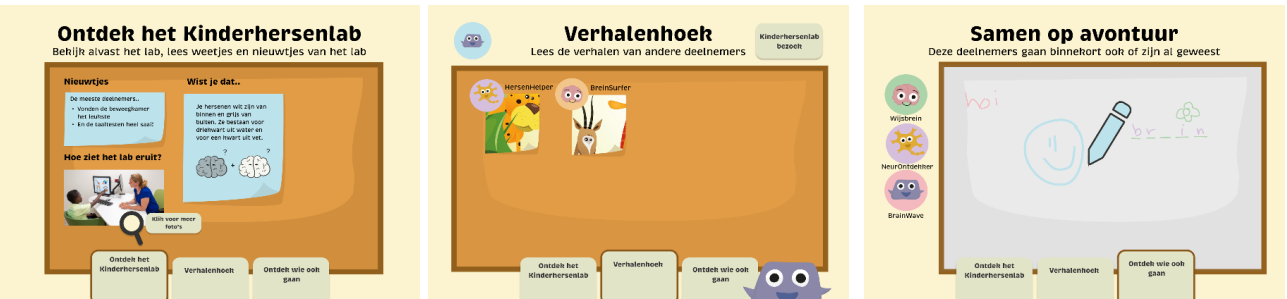 Ontdek het Kinderhersenlab
Bekijk alvast het lab, lees weetjes en nieuwtjes van het lab
Nieuwtjes
De meeste deelnemers..
• Vonden de beweeghamer
het leukste
• En de taaltesten heel saai!
Hoe ziet het lab eruit?
Klik voor meer
foto's
Wist je dat..
Je hersenen wit zijn van
binnen en grijs van
buiten. Ze bestaan voor
driekwart uit water en
voor een kwart uit vet.
? + ?
Ontdek het
Kinderhersenlab
Verhalenhoek
Ontdek wie ook
gaan
Verhalenhoek
Lees de verhalen van andere deelnemers
Kinderhersenlab
bezoek
HersenHelper
BreinSurfer
Ontdek het
Kinderhersenlab
Verhalenhoek
Ontdek wie ook
gaan
Samen op avontuur
Deze deelnemers gaan binnekort ook of zijn al geweest
Wijsbrein
NeurOntdekker
BrainWave
hoi
br_in
Ontdek het
Kinderhersenlab
Verhalenhoek
Ontdek wie ook
gaan